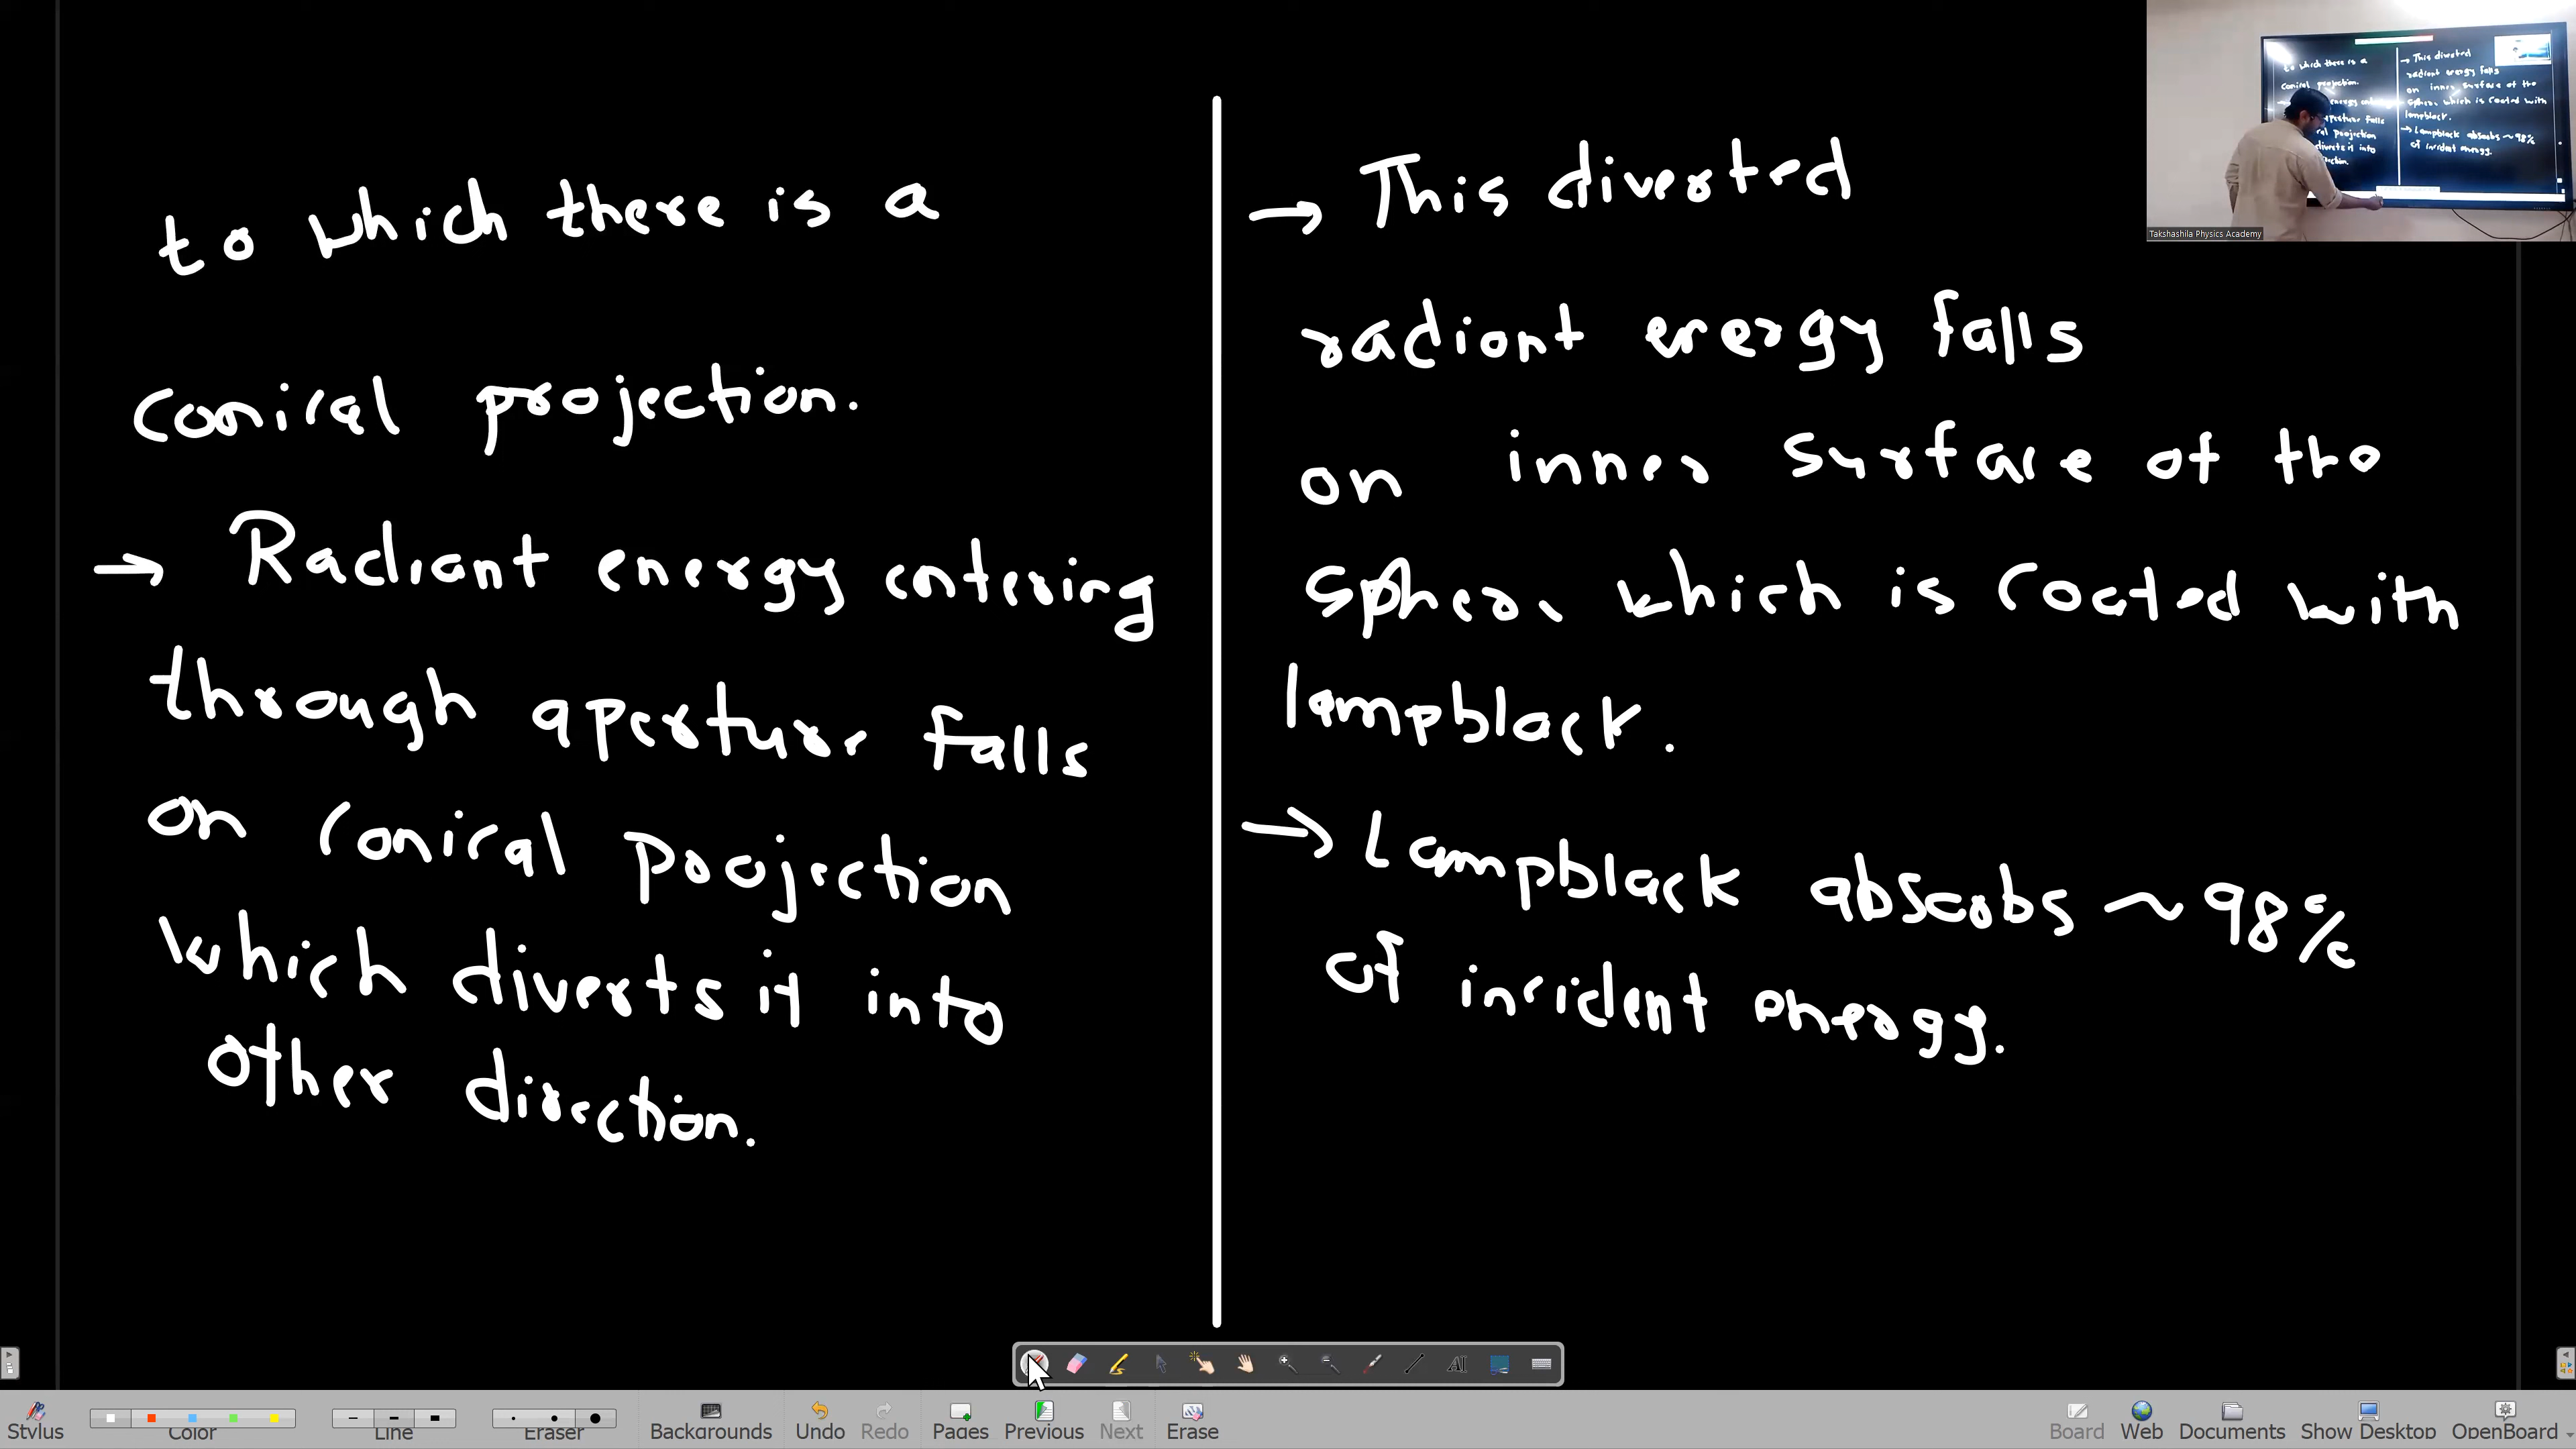 to which there is a
conical projection.
→ Radiant energy entering
through aperture falls
on conical projection
which diverts it into
other direction.
→ This diverted
radiant energy falls
on inner surface of the
sphere which is coated with
lampblack.
→ Lampblack absorbs ~ 98%
of incident energy.
Takshashila Physics Academy
Stylus
Color
Line
Eraser
Backgrounds
Undo
Redo
Pages
Previous
Next
Erase
Board
Web
Documents
Show Desktop
OpenBoard